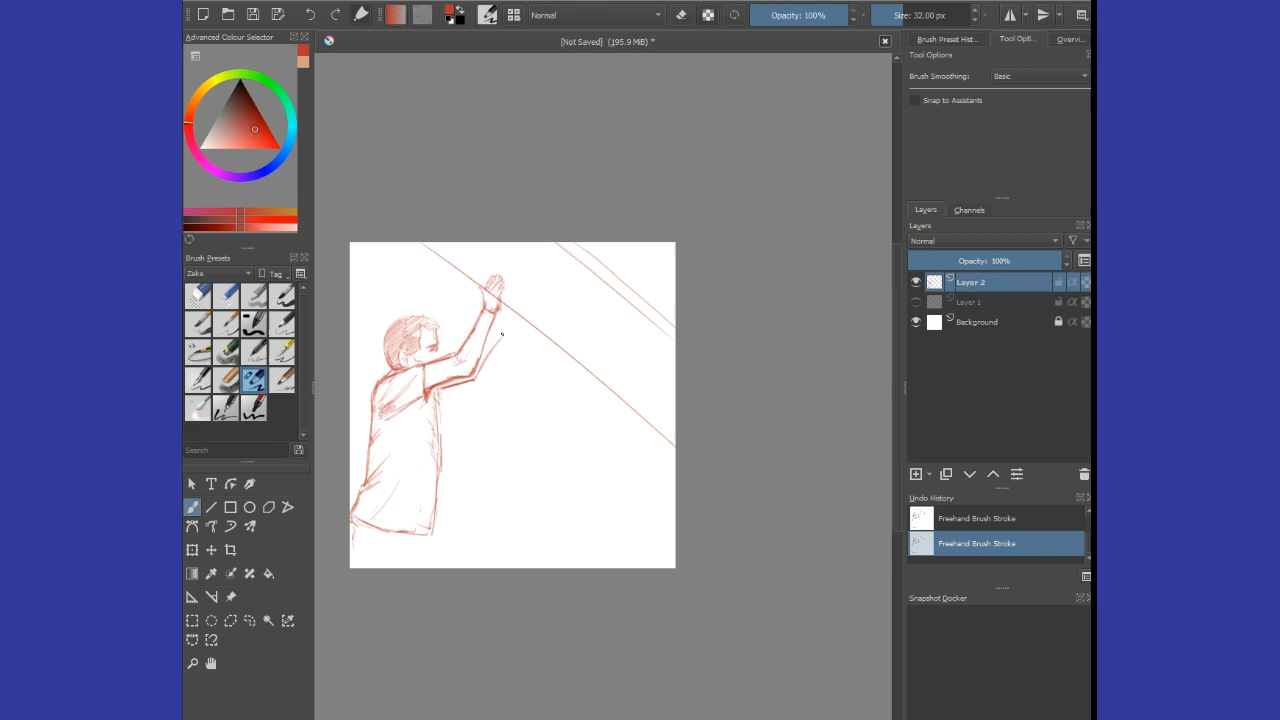 Normal
Opacity: 100%
Size: 32.00 px
Advanced Colour Selector
[Not Saved] (195.9 MiB) *
Brush Preset Hist...
Tool Opti...
Overvi...
Tool Options
Brush Smoothing:
Basic
Snap to Assistants
Layers
Channels
Layers
Normal
Opacity: 100%
Layer 2
Layer 1
Background
Brush Presets
Zeke
Tag
Search
Undo History
Freehand Brush Stroke
Freehand Brush Stroke
Snapshot Docker